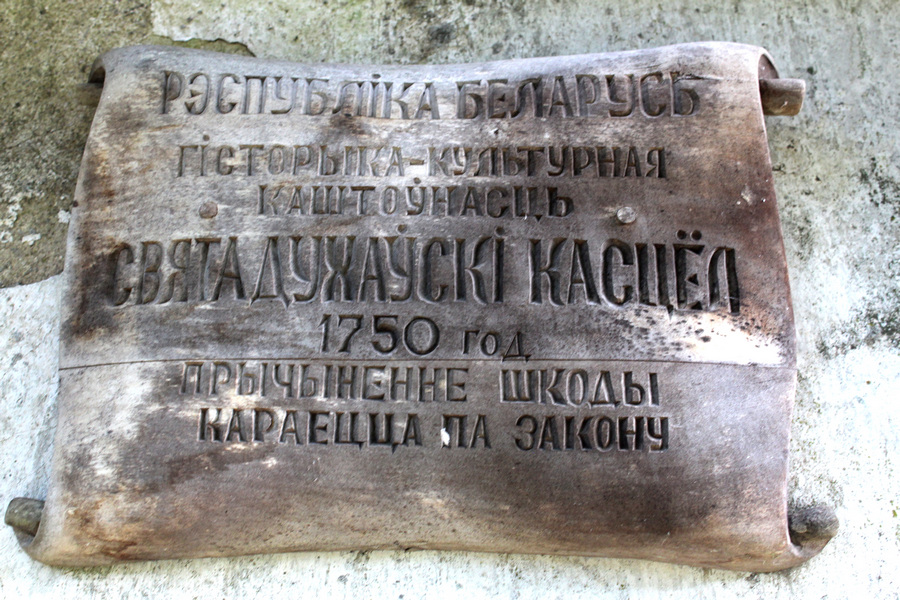 РЭСПУБЛІКА БЕЛАРУСЬ
ГІСТОРЫКА-КУЛЬТУРНАЯ
КАШТОЎНАСЦЬ
СВЯТАДУХАЎСКІ КАСЦЁЛ
1750 год
ПРЫЧЫНЕННЕ ШКОДЫ
КАРАЕЦЦА ПА ЗАКОНУ